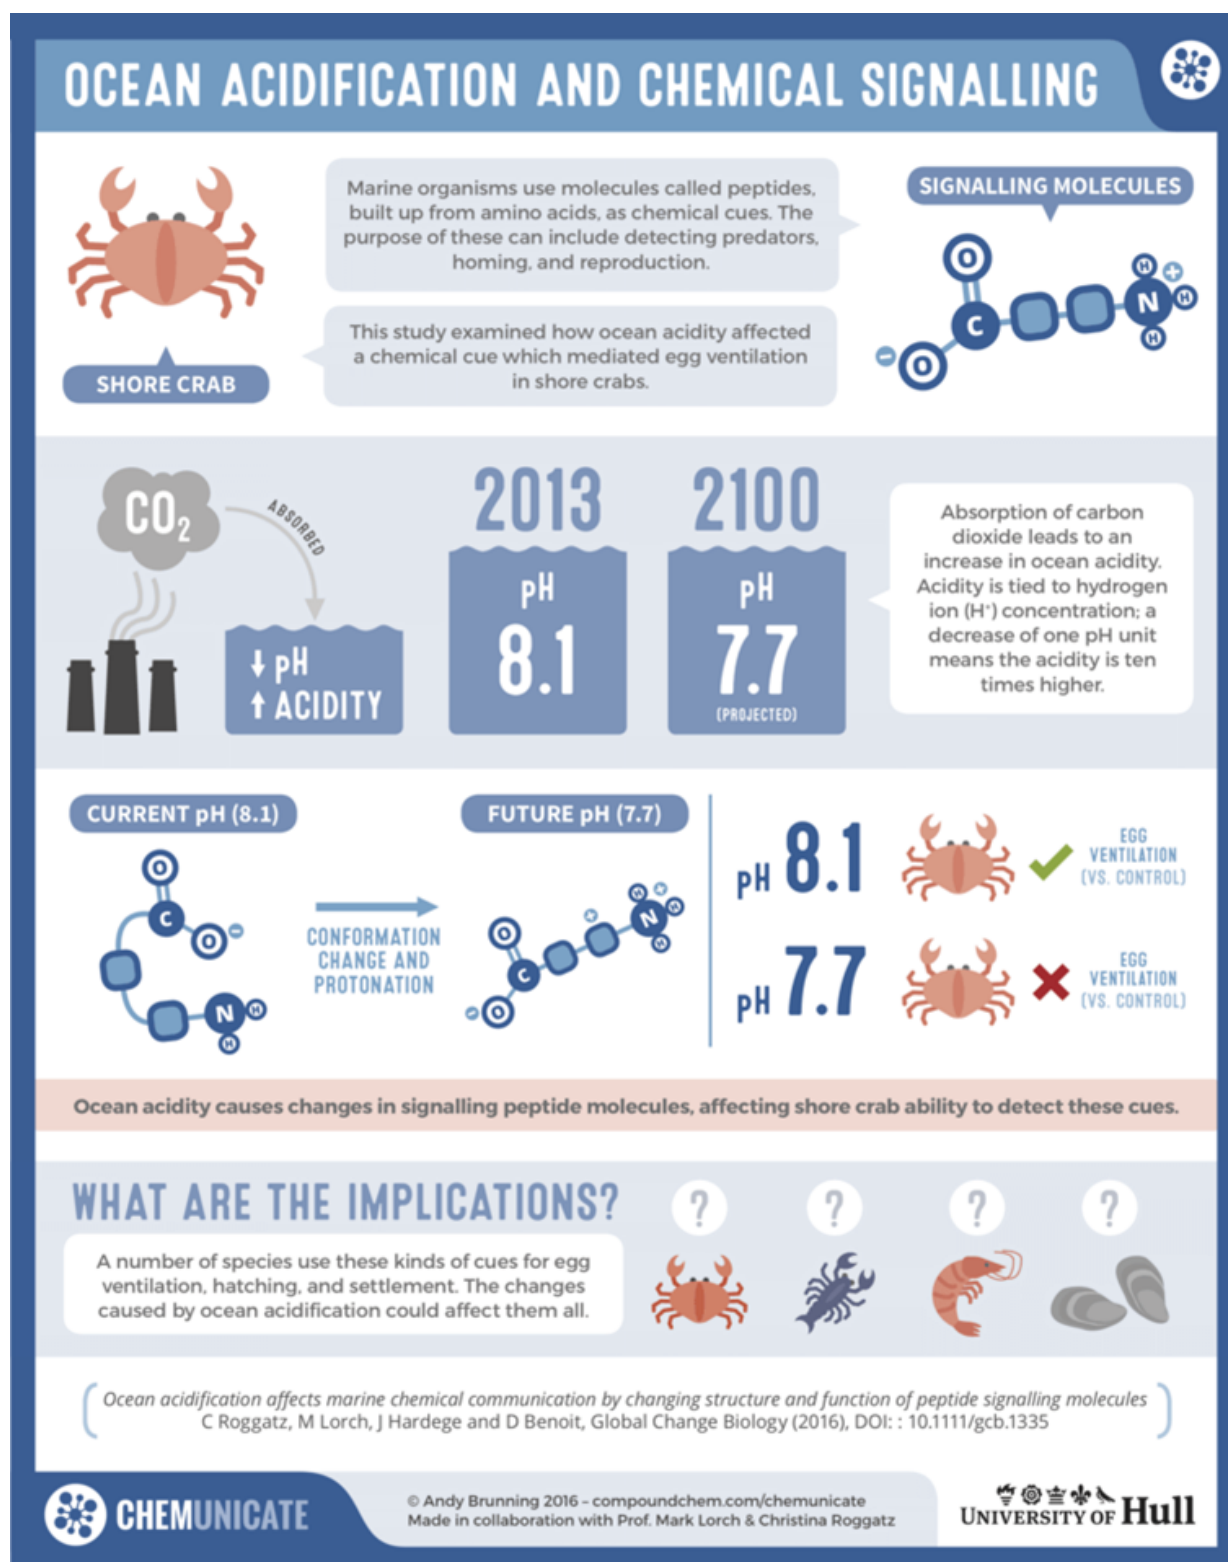 OCEAN ACIDIFICATION AND CHEMICAL SIGNALLING
Marine organisms use molecules called peptides,
built up from amino acids, as chemical cues. The
purpose of these can include detecting predators,
homing, and reproduction.
SIGNALLING MOLECULES
O
C
O
N
H
H
H
+
−
This study examined how ocean acidity affected
a chemical cue which mediated egg ventilation
in shore crabs.
SHORE CRAB
CO2
ABSORBED
↓ pH
↑ ACIDITY
2013
pH
8.1
2100
pH
7.7
(PROJECTED)
Absorption of carbon
dioxide leads to an
increase in ocean acidity.
Acidity is tied to hydrogen
ion (H⁺) concentration; a
decrease of one pH unit
means the acidity is ten
times higher.
CURRENT pH (8.1)
O
C
O
−
N
H
H
CONFORMATION
CHANGE AND
PROTONATION
FUTURE pH (7.7)
O
C
O
−
+
N
H
H
H
+
pH 8.1
EGG
VENTILATION
(VS. CONTROL)
pH 7.7
EGG
VENTILATION
(VS. CONTROL)
Ocean acidity causes changes in signalling peptide molecules, affecting shore crab ability to detect these cues.
WHAT ARE THE IMPLICATIONS?
? ? ? ?
A number of species use these kinds of cues for egg
ventilation, hatching, and settlement. The changes
caused by ocean acidification could affect them all.
Ocean acidification affects marine chemical communication by changing structure and function of peptide signalling molecules
C Roggatz, M Lorch, J Hardege and D Benoit, Global Change Biology (2016), DOI: : 10.1111/gcb.1335
CHEMUNICATE
© Andy Brunning 2016 – compoundchem.com/chemunicate
Made in collaboration with Prof. Mark Lorch & Christina Roggatz
UNIVERSITY OF Hull